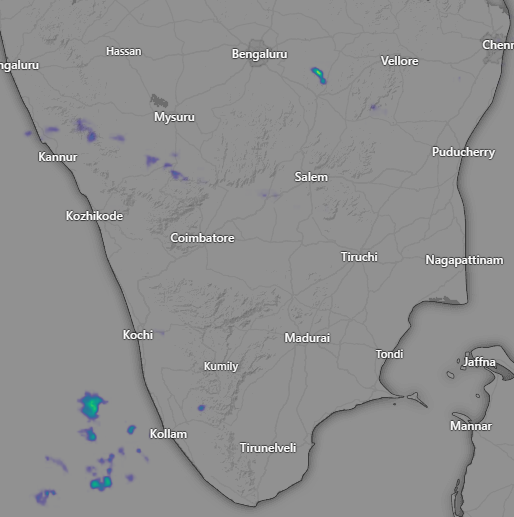 Hassan
Bengaluru
Chenn
ngaluru
Vellore
Mysuru
Kannur
Puducherry
Salem
Kozhikode
Coimbatore
Tiruchi
Nagapattinam
Kochi
Madurai
Tondi
Jaffna
Kumily
Mannar
Kollam
Tirunelveli